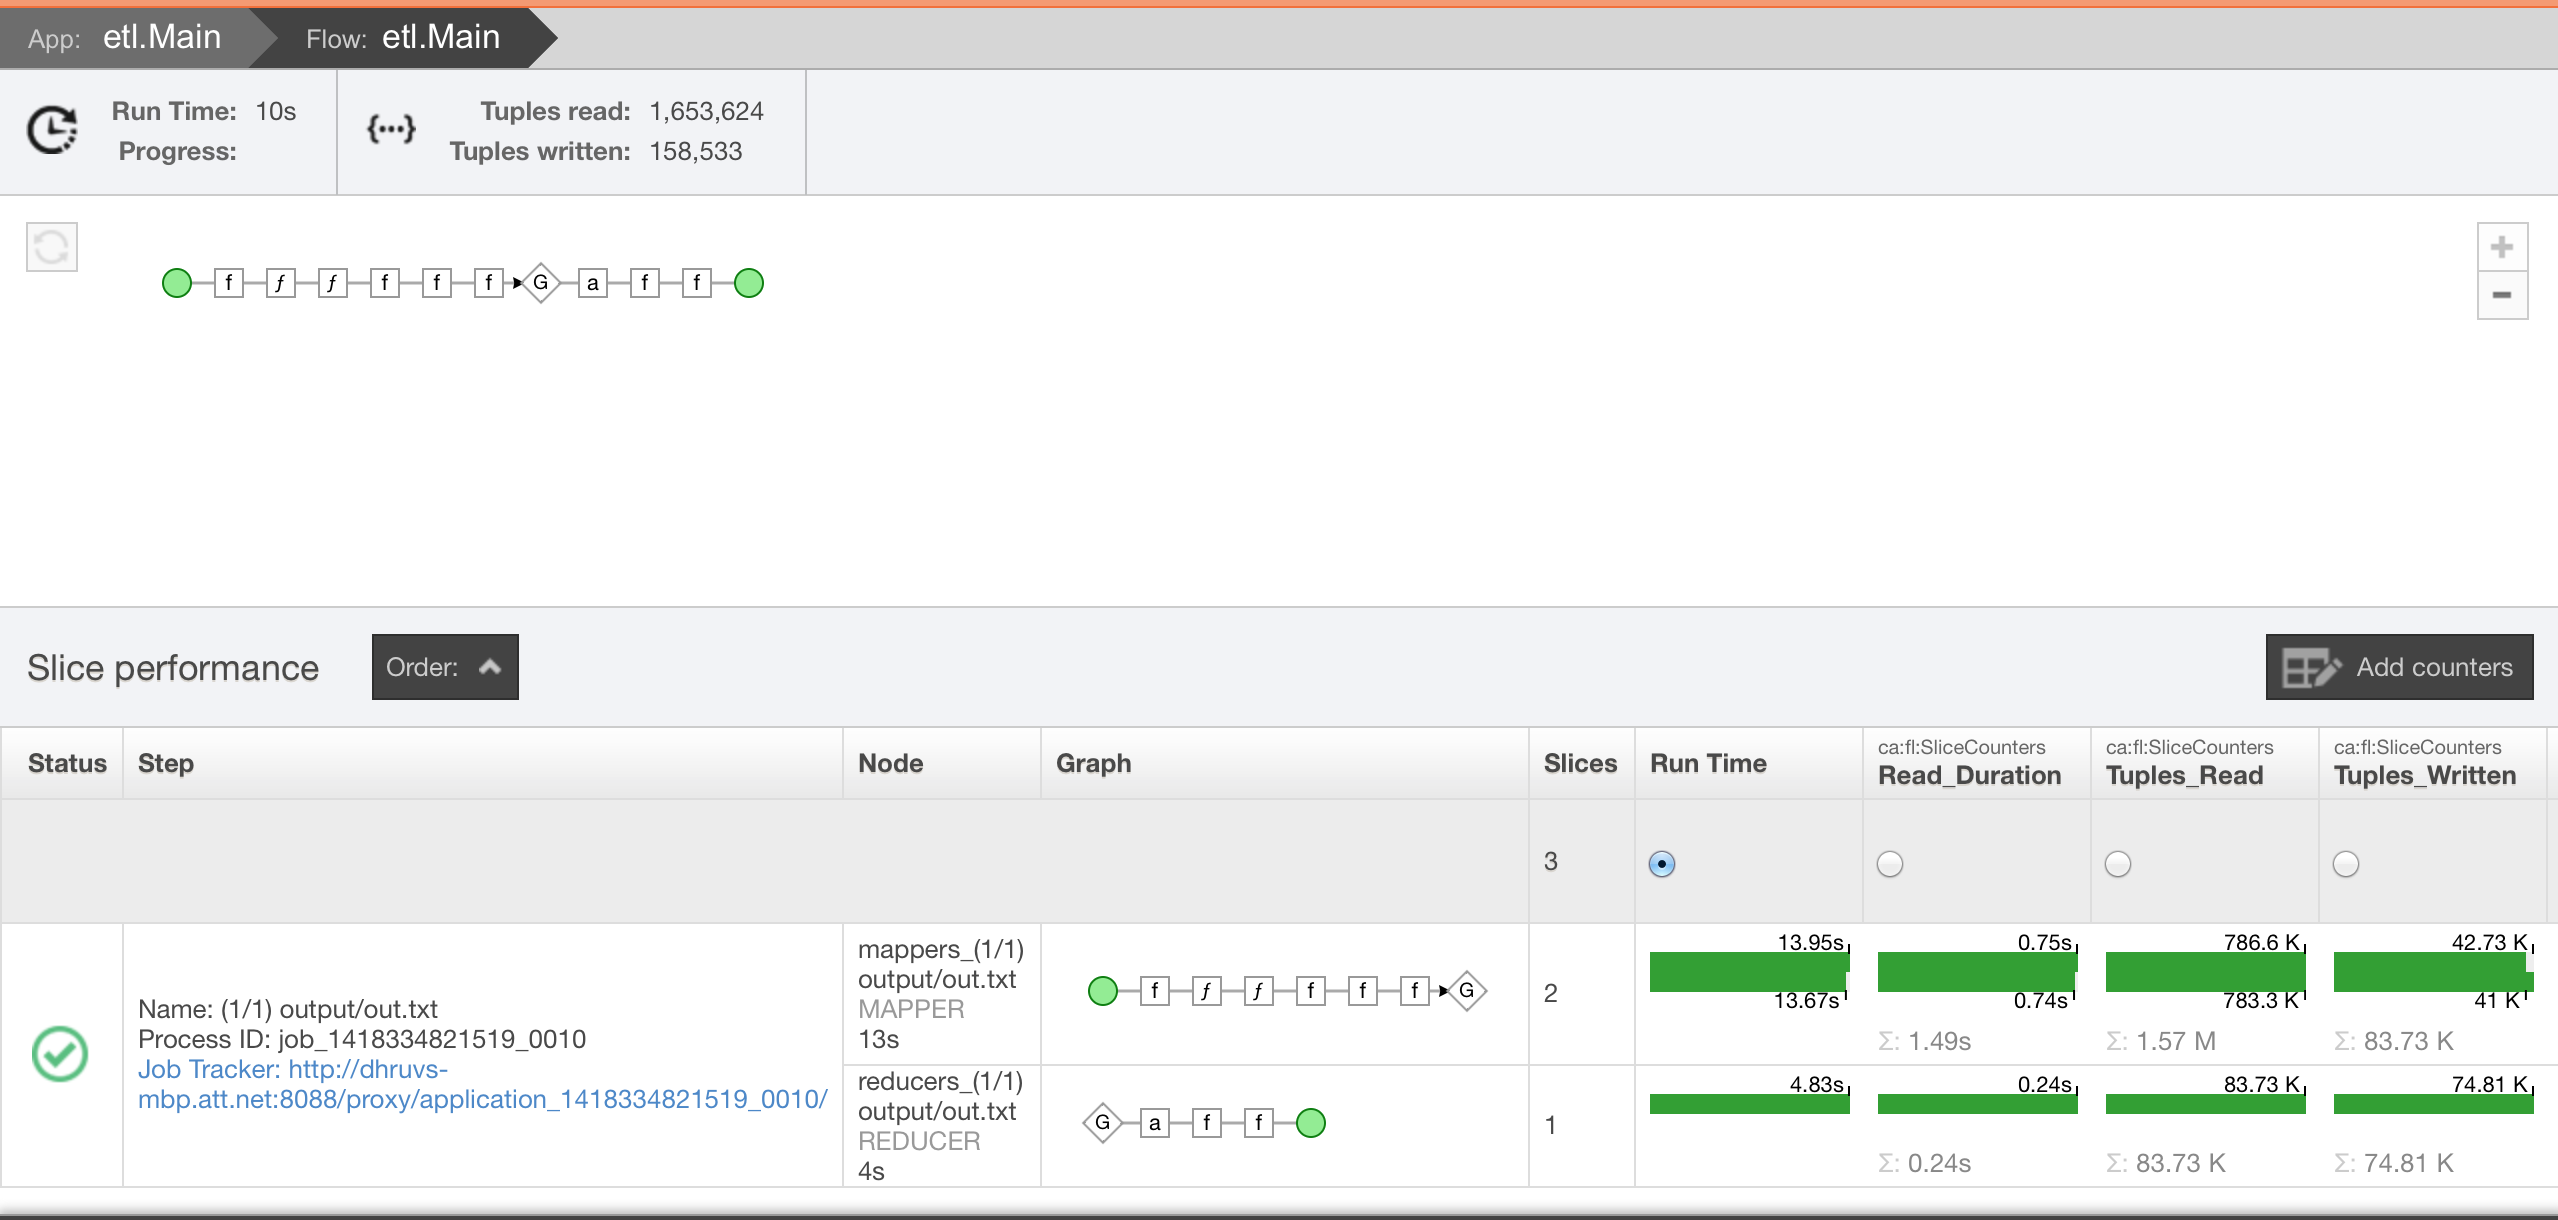 App: etl.Main Flow: etl.Main
Run Time: 10s
Progress:
{...}
Tuples read: 1,653,624
Tuples written: 158,533
f ƒ ƒ f f f G a f f
Slice performance
Order:
Add counters
Status Step Node Graph Slices Run Time
ca:fl:SliceCounters
Read_Duration
ca:fl:SliceCounters
Tuples_Read
ca:fl:SliceCounters
Tuples_Written
3
Name: (1/1) output/out.txt
Process ID: job_1418334821519_0010
Job Tracker: http://dhruvs-
mbp.att.net:8088/proxy/application_1418334821519_0010/
mappers_(1/1)
output/out.txt
MAPPER
13s
f ƒ ƒ f f f G
2
13.95s
13.67s
0.75s
0.74s
Σ: 1.49s
786.6 K
783.3 K
Σ: 1.57 M
42.73 K
41 K
Σ: 83.73 K
reducers_(1/1)
output/out.txt
REDUCER
4s
G a f f
1
4.83s
0.24s
Σ: 0.24s
83.73 K
Σ: 83.73 K
74.81 K
Σ: 74.81 K